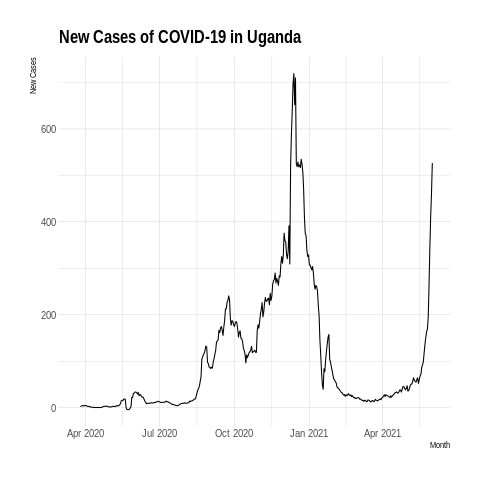 New Cases of COVID-19 in Uganda
New Cases
600
400
200
0
Apr 2020 Jul 2020 Oct 2020 Jan 2021 Apr 2021
Month